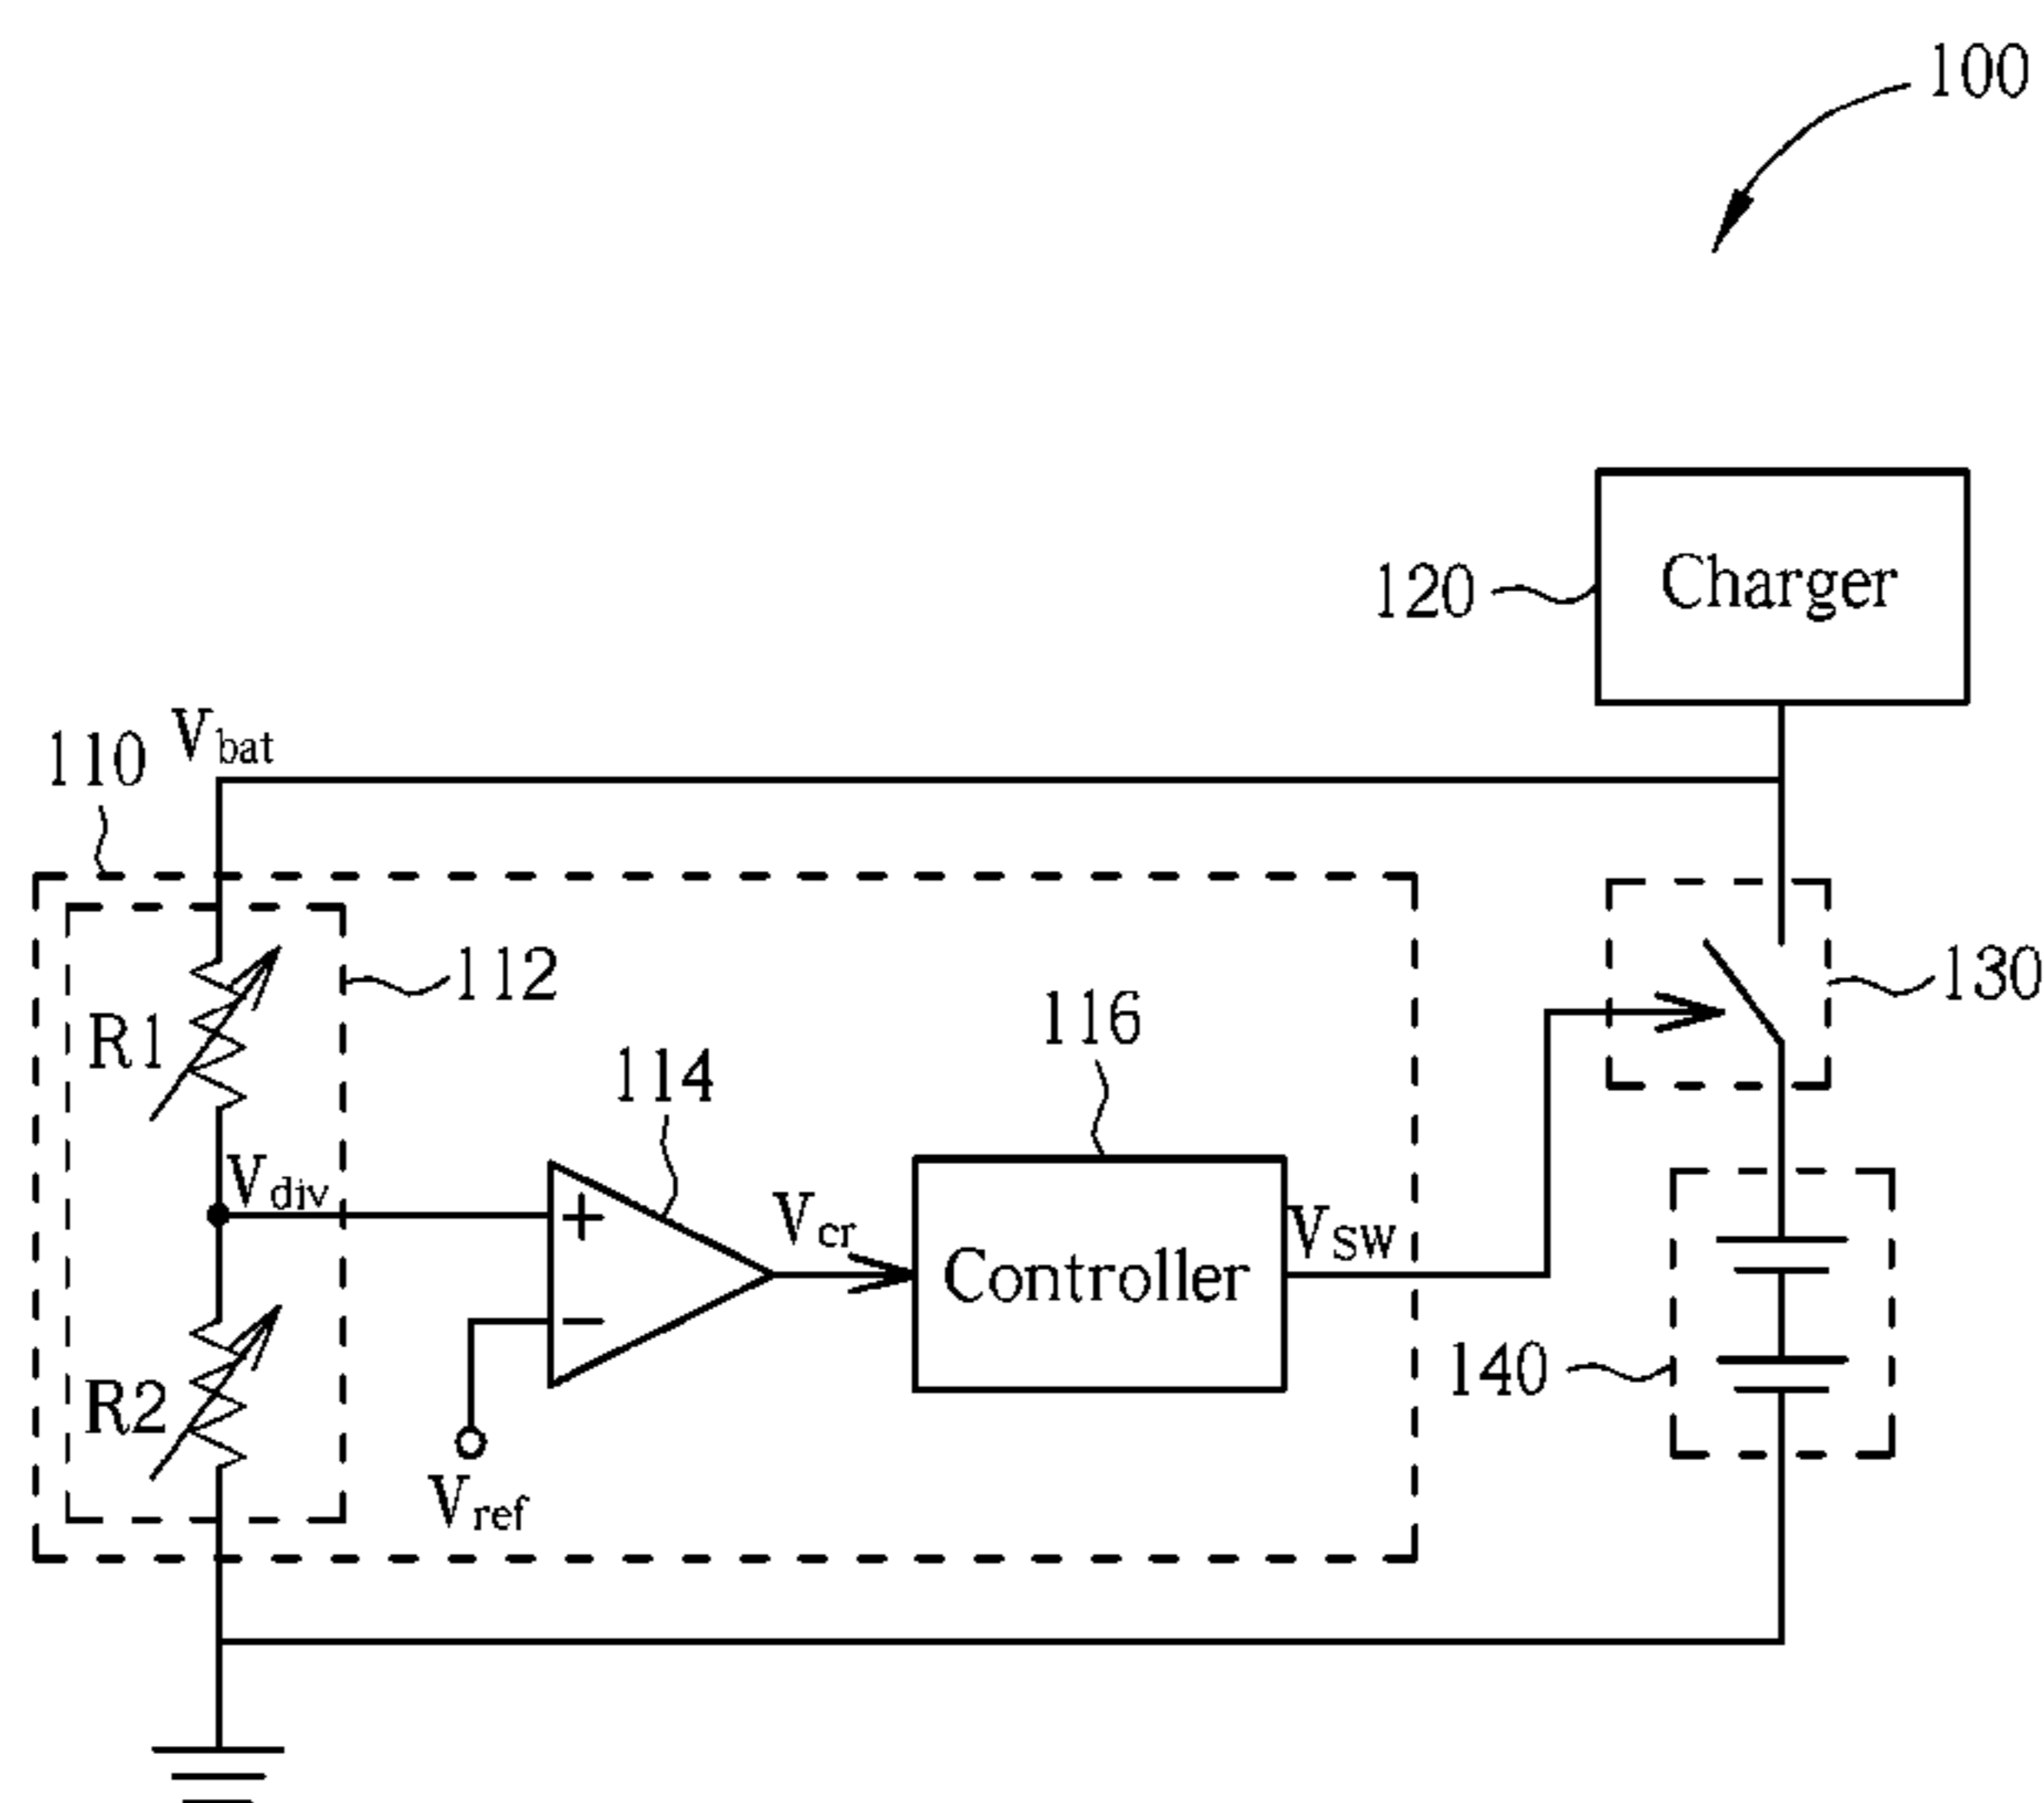 100
Charger
120
Vbat
110
112
130
R1
116
114
Vdiv
Vcr
VSW
+
Controller
−
140
R2
Vref